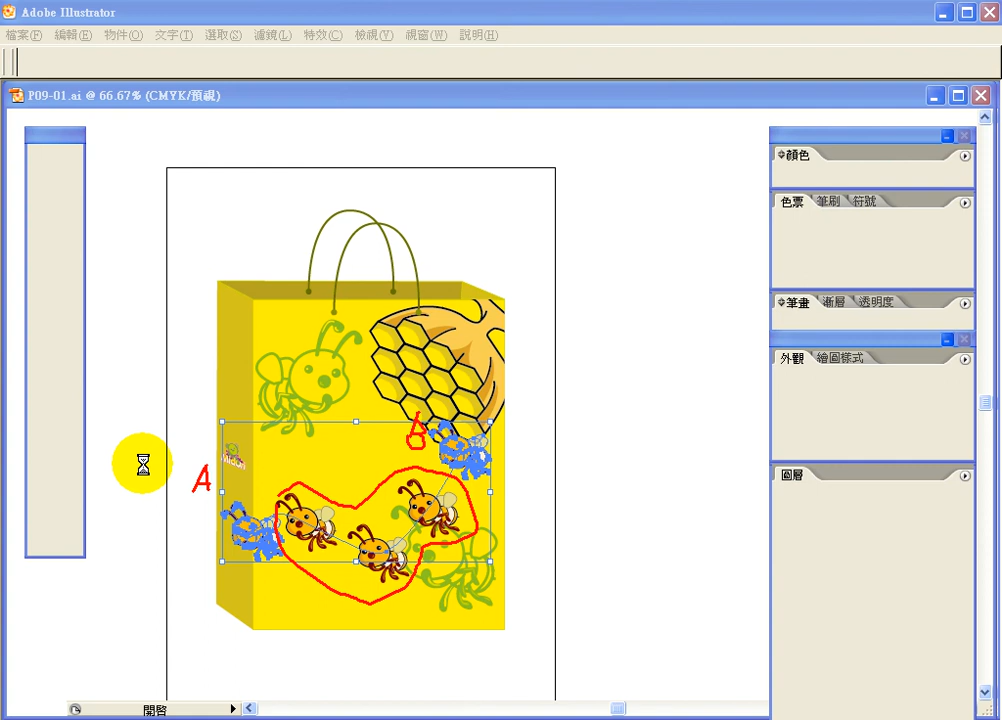 Adobe Illustrator
檔案(F) 編輯(E) 物件(O) 文字(T) 選取(S) 濾鏡(L) 特效(C) 檢視(V) 視窗(W) 說明(H)
P09-01.ai @ 66.67% (CMYK/預視)
顏色
色票 筆刷 符號
筆畫 漸層 透明度
外觀 繪圖樣式
圖層
B
A
開啓